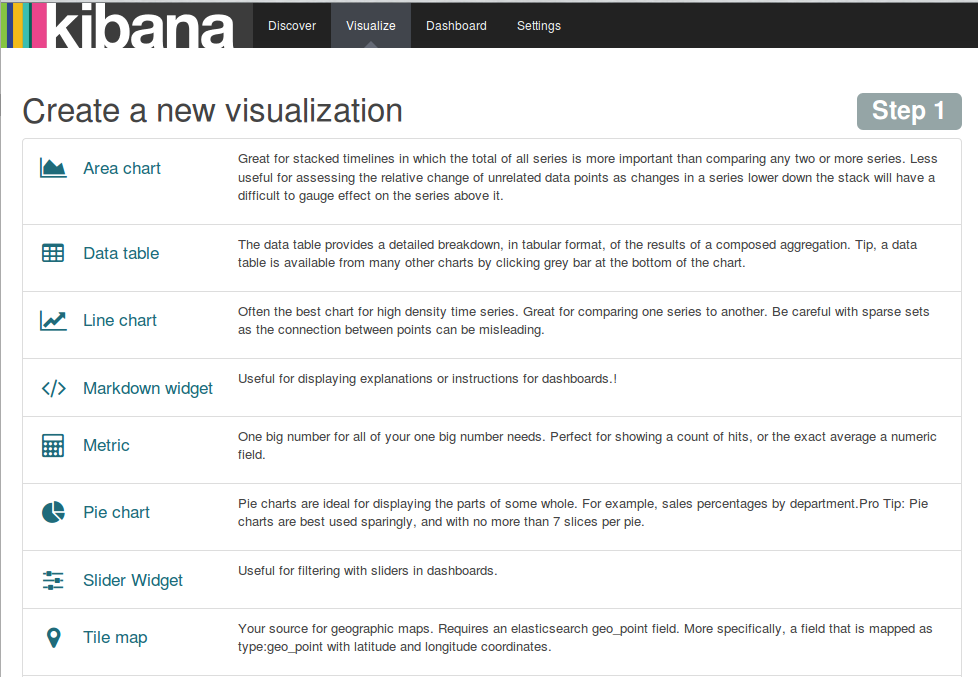 kibana Discover Visualize Dashboard Settings
Create a new visualization Step 1
Area chart
Great for stacked timelines in which the total of all series is more important than comparing any two or more series. Less
useful for assessing the relative change of unrelated data points as changes in a series lower down the stack will have a
difficult to gauge effect on the series above it.
Data table
The data table provides a detailed breakdown, in tabular format, of the results of a composed aggregation. Tip, a data
table is available from many other charts by clicking grey bar at the bottom of the chart.
Line chart
Often the best chart for high density time series. Great for comparing one series to another. Be careful with sparse sets
as the connection between points can be misleading.
Markdown widget
Useful for displaying explanations or instructions for dashboards.!
Metric
One big number for all of your one big number needs. Perfect for showing a count of hits, or the exact average a numeric
field.
Pie chart
Pie charts are ideal for displaying the parts of some whole. For example, sales percentages by department.Pro Tip: Pie
charts are best used sparingly, and with no more than 7 slices per pie.
Slider Widget
Useful for filtering with sliders in dashboards.
Tile map
Your source for geographic maps. Requires an elasticsearch geo_point field. More specifically, a field that is mapped as
type:geo_point with latitude and longitude coordinates.